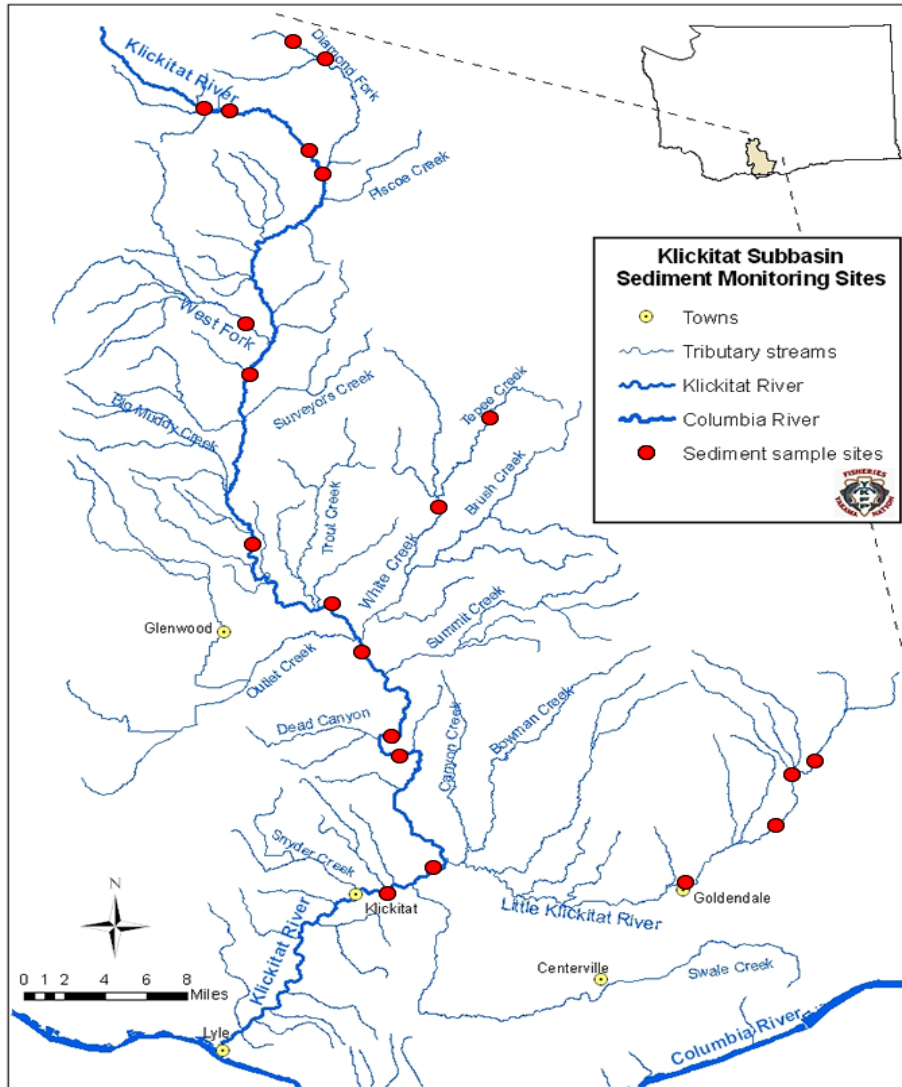 Klickitat River
Diamond Fork
Piscoe Creek
West Fork
Klickitat Subbasin
Sediment Monitoring Sites
Towns
Tributary streams
Klickitat River
Columbia River
Sediment sample sites
FISHERIES
YAKAMA NATION
Surveyors Creek
Big Muddy Creek
Tepee Creek
Brush Creek
Trout Creek
White Creek
Glenwood
Summit Creek
Outlet Creek
Dead Canyon
Canyon Creek
Bowman Creek
Snyder Creek
N
Klickitat
Goldendale
Little Klickitat River
Klickitat River
Centerville
Swale Creek
0 1 2 4 6 8
Miles
Lyle
Columbia River